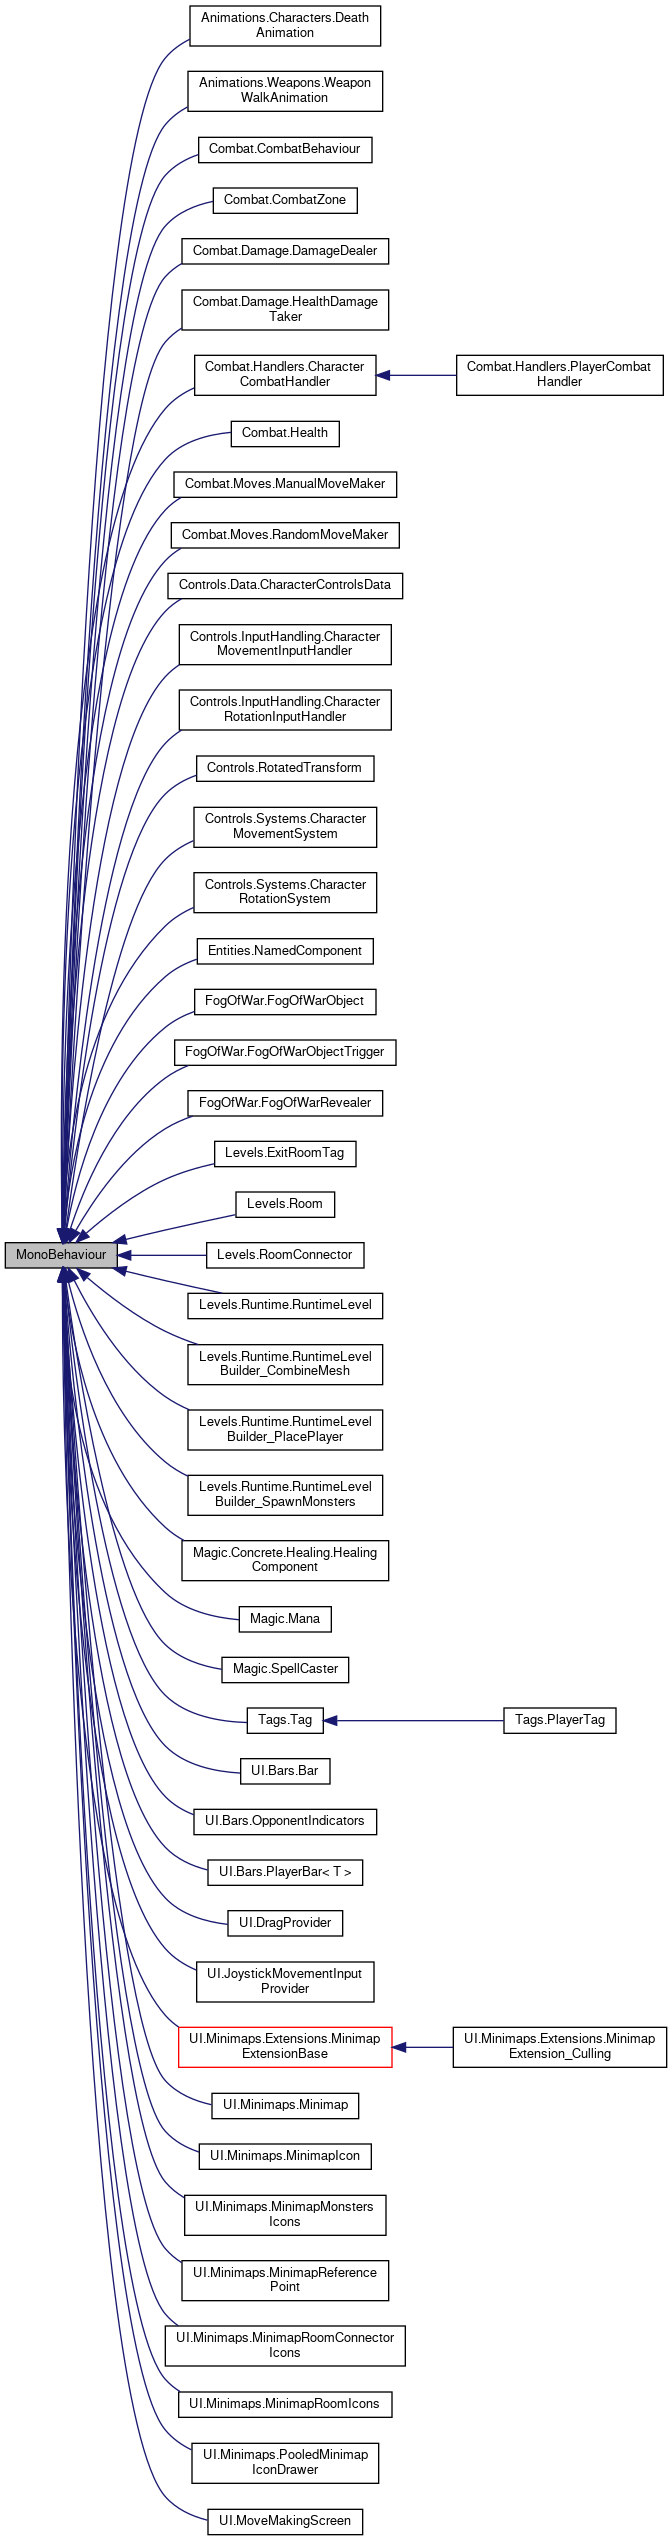 Animations.Characters.Death
Animation
Animations.Weapons.Weapon
WalkAnimation
Combat.CombatBehaviour
Combat.CombatZone
Combat.Damage.DamageDealer
Combat.Damage.HealthDamage
Taker
Combat.Handlers.Character
CombatHandler
Combat.Handlers.PlayerCombat
Handler
Combat.Health
Combat.Moves.ManualMoveMaker
Combat.Moves.RandomMoveMaker
Controls.Data.CharacterControlsData
Controls.InputHandling.Character
MovementInputHandler
Controls.InputHandling.Character
RotationInputHandler
Controls.RotatedTransform
Controls.Systems.Character
MovementSystem
Controls.Systems.Character
RotationSystem
Entities.NamedComponent
FogOfWar.FogOfWarObject
FogOfWar.FogOfWarObjectTrigger
FogOfWar.FogOfWarRevealer
Levels.ExitRoomTag
Levels.Room
MonoBehaviour
Levels.RoomConnector
Levels.Runtime.RuntimeLevel
Levels.Runtime.RuntimeLevel
Builder_CombineMesh
Levels.Runtime.RuntimeLevel
Builder_PlacePlayer
Levels.Runtime.RuntimeLevel
Builder_SpawnMonsters
Magic.Concrete.Healing.Healing
Component
Magic.Mana
Magic.SpellCaster
Tags.Tag
Tags.PlayerTag
UI.Bars.Bar
UI.Bars.OpponentIndicators
UI.Bars.PlayerBar< T >
UI.DragProvider
UI.JoystickMovementInput
Provider
UI.Minimaps.Extensions.Minimap
ExtensionBase
UI.Minimaps.Extensions.Minimap
Extension_Culling
UI.Minimaps.Minimap
UI.Minimaps.MinimapIcon
UI.Minimaps.MinimapMonsters
Icons
UI.Minimaps.MinimapReference
Point
UI.Minimaps.MinimapRoomConnector
Icons
UI.Minimaps.MinimapRoomIcons
UI.Minimaps.PooledMinimap
IconDrawer
UI.MoveMakingScreen